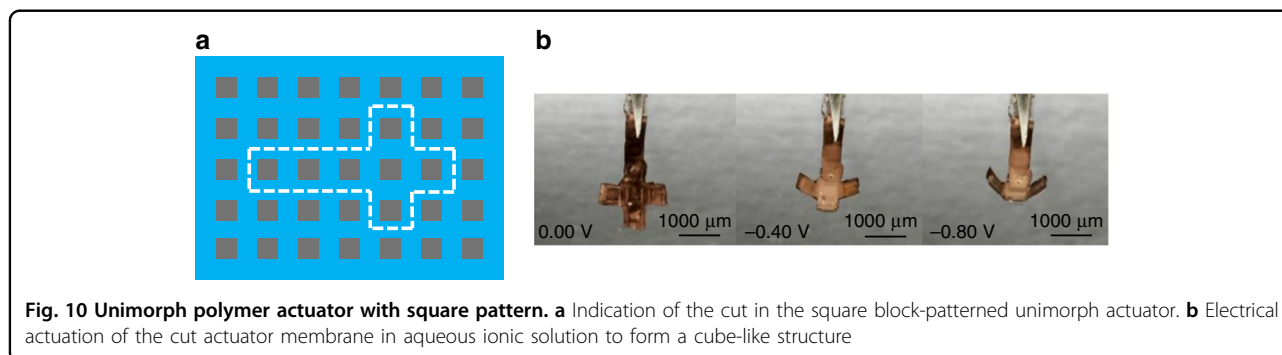 a
b
0.00 V
1000 μm
−0.40 V
1000 μm
−0.80 V
1000 μm
Fig. 10 Unimorph polymer actuator with square pattern. a Indication of the cut in the square block-patterned unimorph actuator. b Electrical
actuation of the cut actuator membrane in aqueous ionic solution to form a cube-like structure